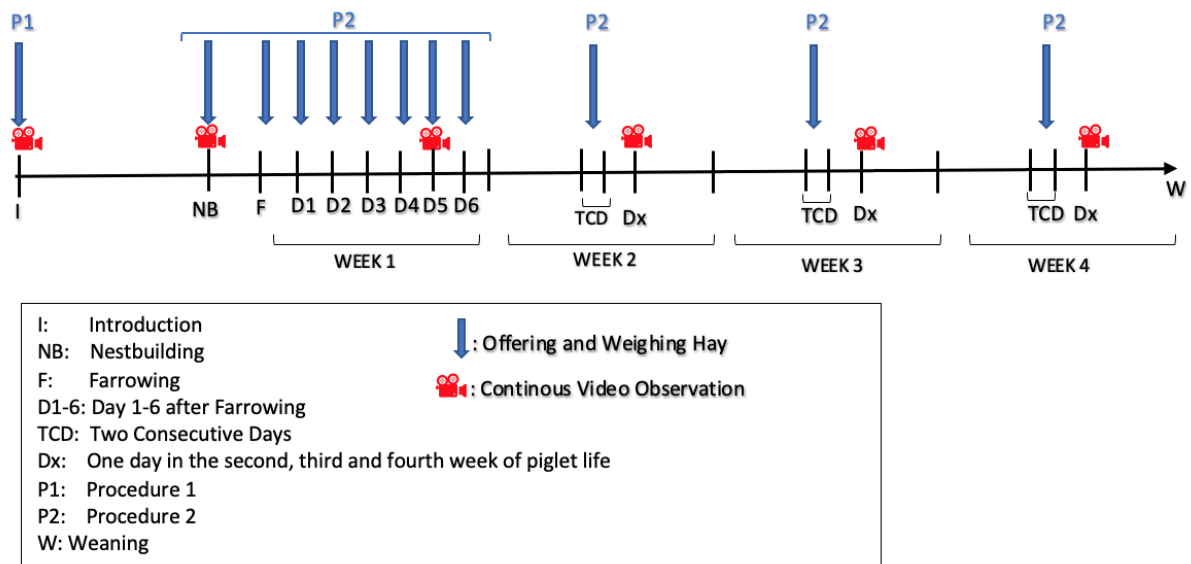 P1 P2 P2 P2 P2
I NB F D1 D2 D3 D4 D5 D6 TCD Dx TCD Dx TCD Dx W
WEEK 1 WEEK 2 WEEK 3 WEEK 4
I: Introduction
NB: Nestbuilding
F: Farrowing
D1-6: Day 1-6 after Farrowing
TCD: Two Consecutive Days
Dx: One day in the second, third and fourth week of piglet life
P1: Procedure 1
P2: Procedure 2
W: Weaning
: Offering and Weighing Hay
: Continous Video Observation